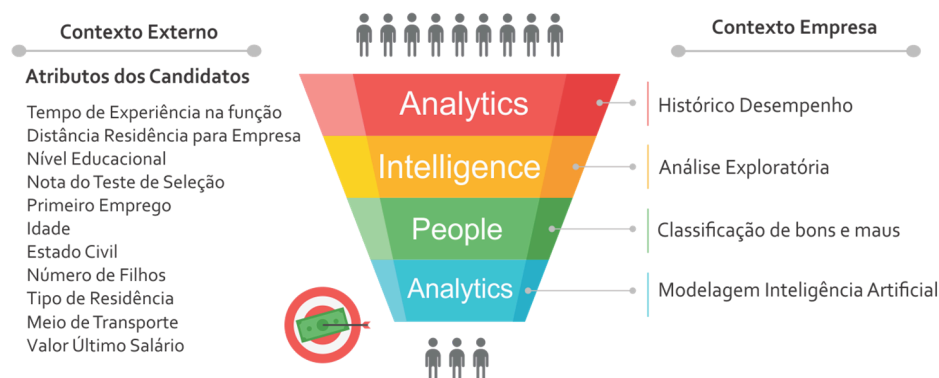 Contexto Externo
Atributos dos Candidatos
Tempo de Experiência na função
Distância Residência para Empresa
Nível Educacional
Nota do Teste de Seleção
Primeiro Emprego
Idade
Estado Civil
Número de Filhos
Tipo de Residência
Meio de Transporte
Valor Último Salário
Analytics
Intelligence
People
Analytics
Contexto Empresa
Histórico Desempenho
Análise Exploratória
Classificação de bons e maus
Modelagem Inteligência Artificial